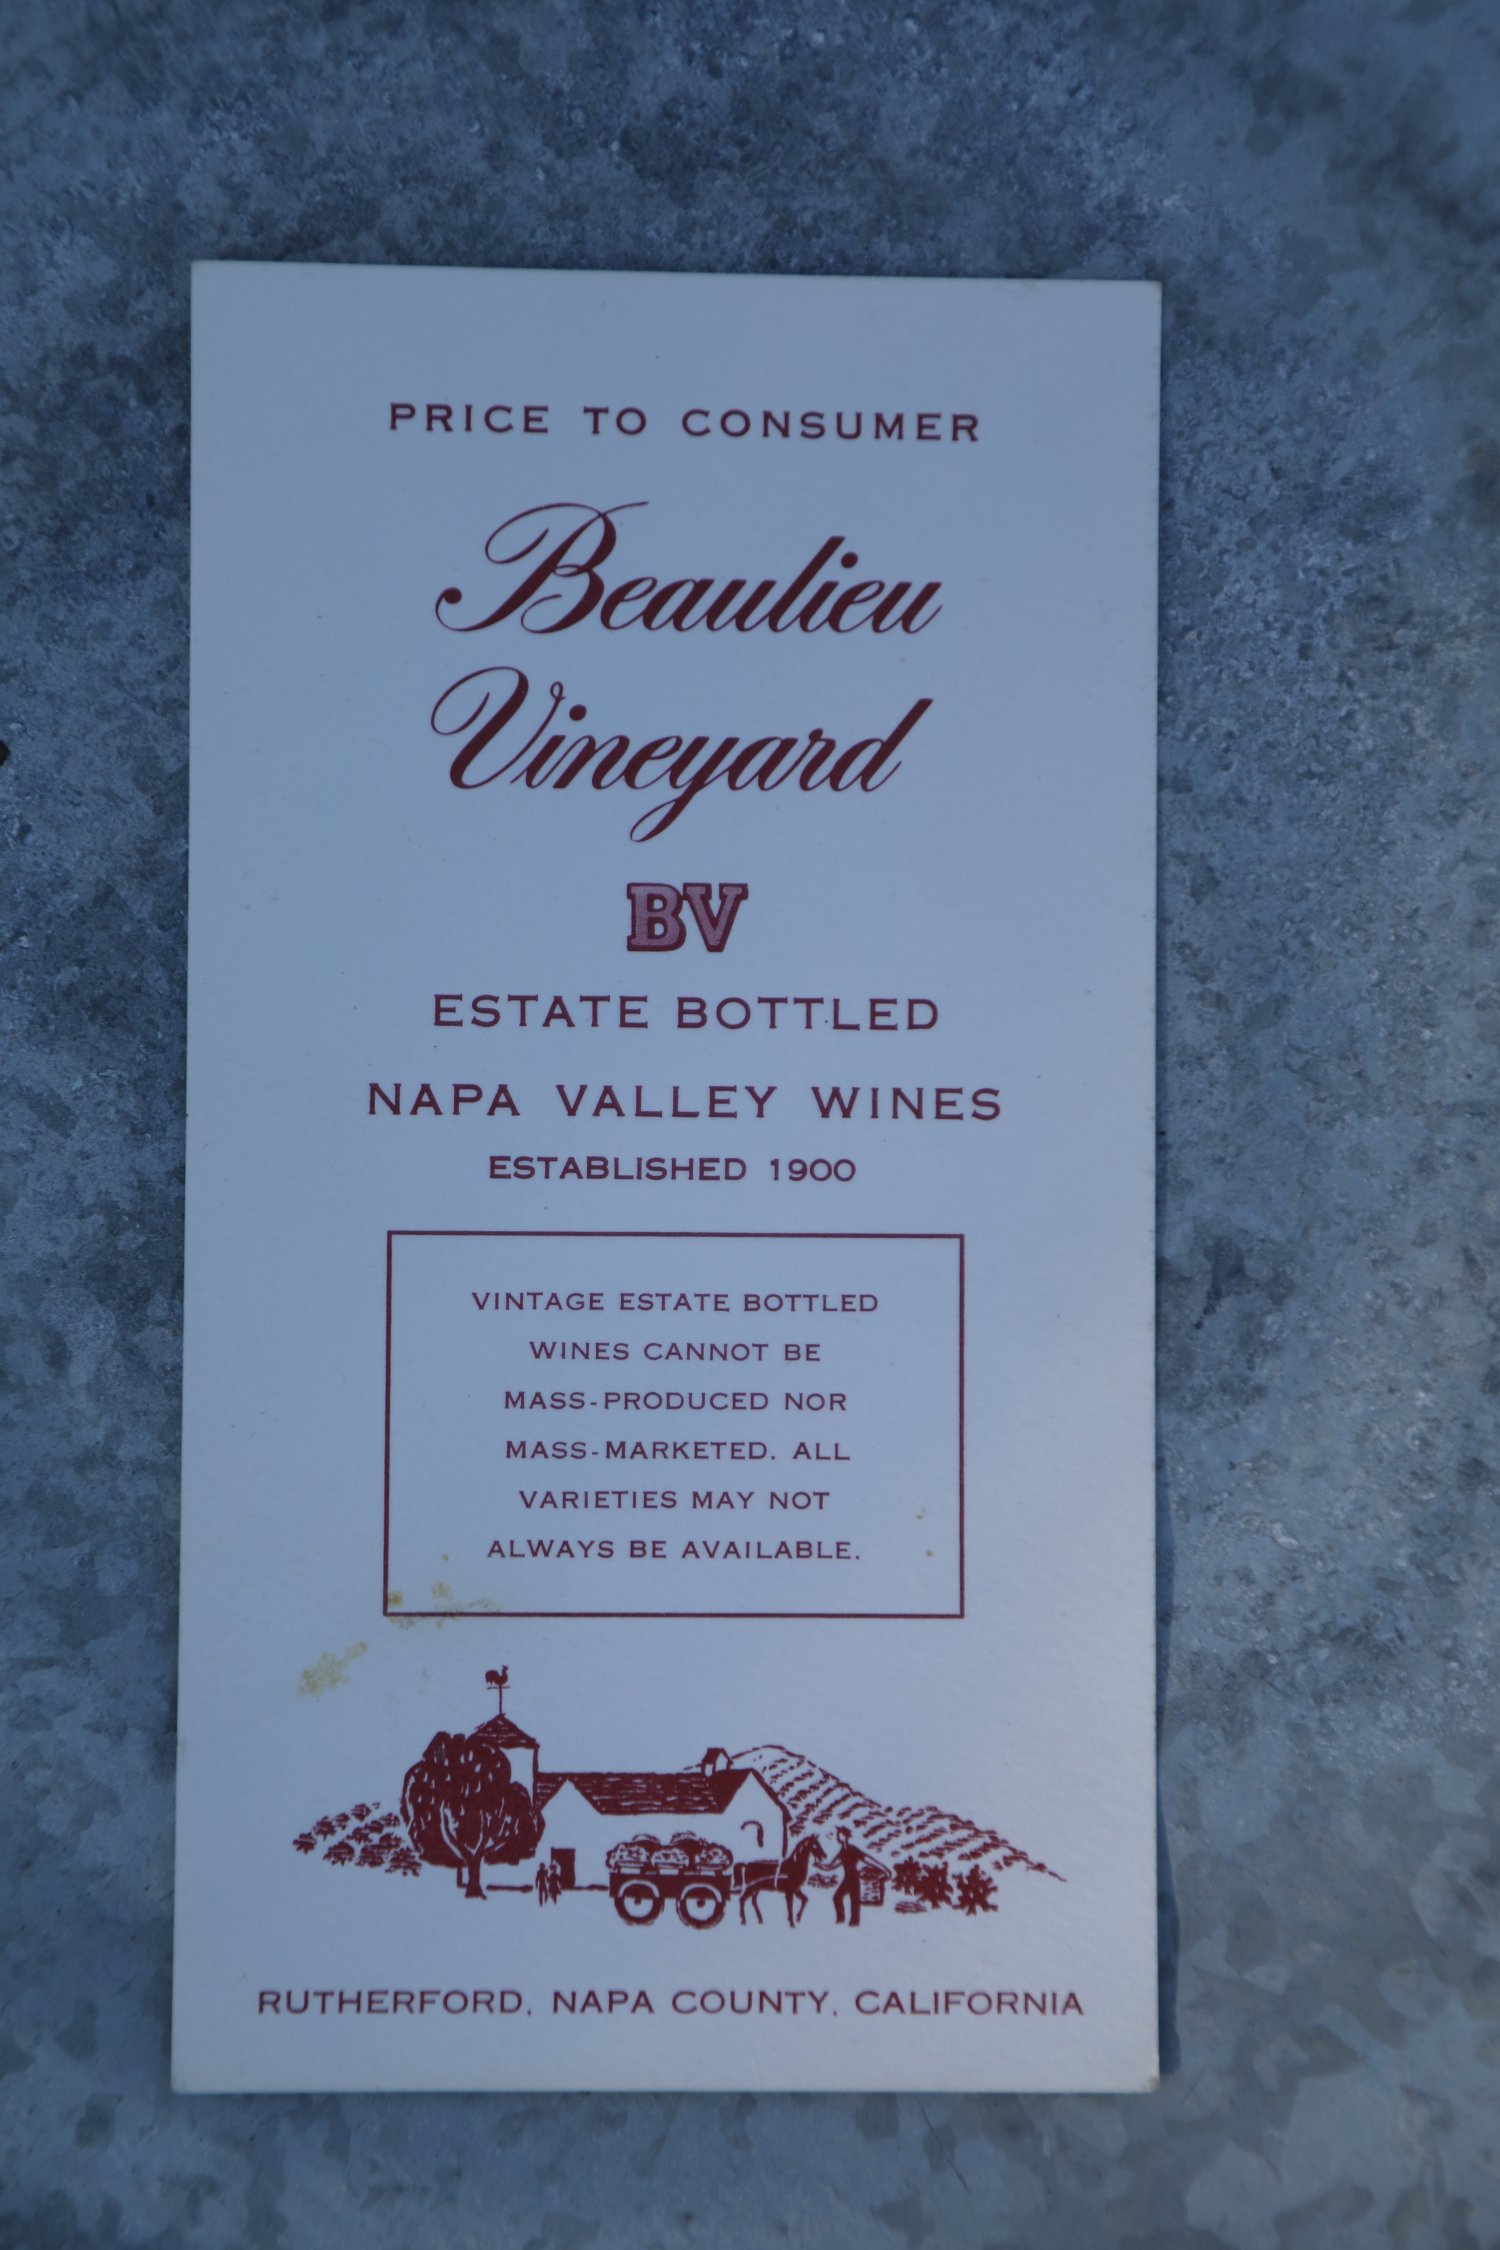 PRICE TO CONSUMER
Beaulieu
Vineyard
BV
ESTATE BOTTLED
NAPA VALLEY WINES
ESTABLISHED 1900
VINTAGE ESTATE BOTTLED
WINES CANNOT BE
MASS-PRODUCED NOR
MASS-MARKETED. ALL
VARIETIES MAY NOT
ALWAYS BE AVAILABLE.
RUTHERFORD, NAPA COUNTY, CALIFORNIA